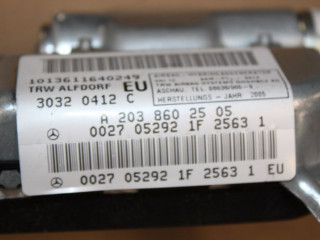 1013611640249 EU
TRW ALFDORF
3032 0412 C
HERSTELLUNGS - JAHR 2005
A 203 860 25 05
0027 05292 1F 2563 1
0027 05292 1F 2563 1 EU